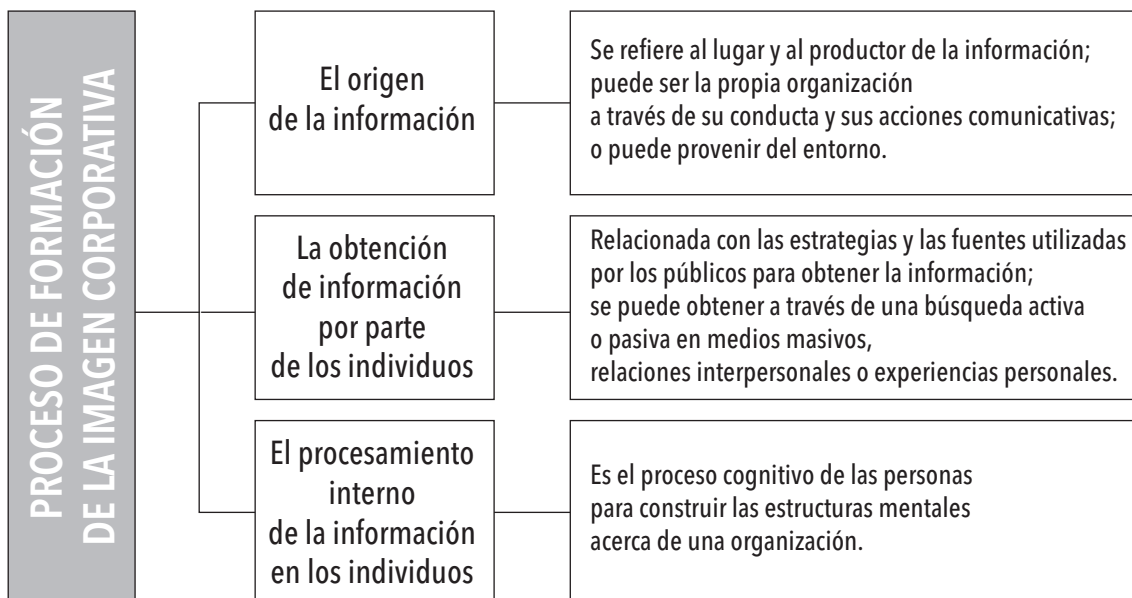 PROCESO DE FORMACIÓN
DE LA IMAGEN CORPORATIVA
El origen
de la información
Se refiere al lugar y al productor de la información;
puede ser la propia organización
a través de su conducta y sus acciones comunicativas;
o puede provenir del entorno.
La obtención
de información
por parte
de los individuos
Relacionada con las estrategias y las fuentes utilizadas
por los públicos para obtener la información;
se puede obtener a través de una búsqueda activa
o pasiva en medios masivos,
relaciones interpersonales o experiencias personales.
El procesamiento
interno
de la información
en los individuos
Es el proceso cognitivo de las personas
para construir las estructuras mentales
acerca de una organización.